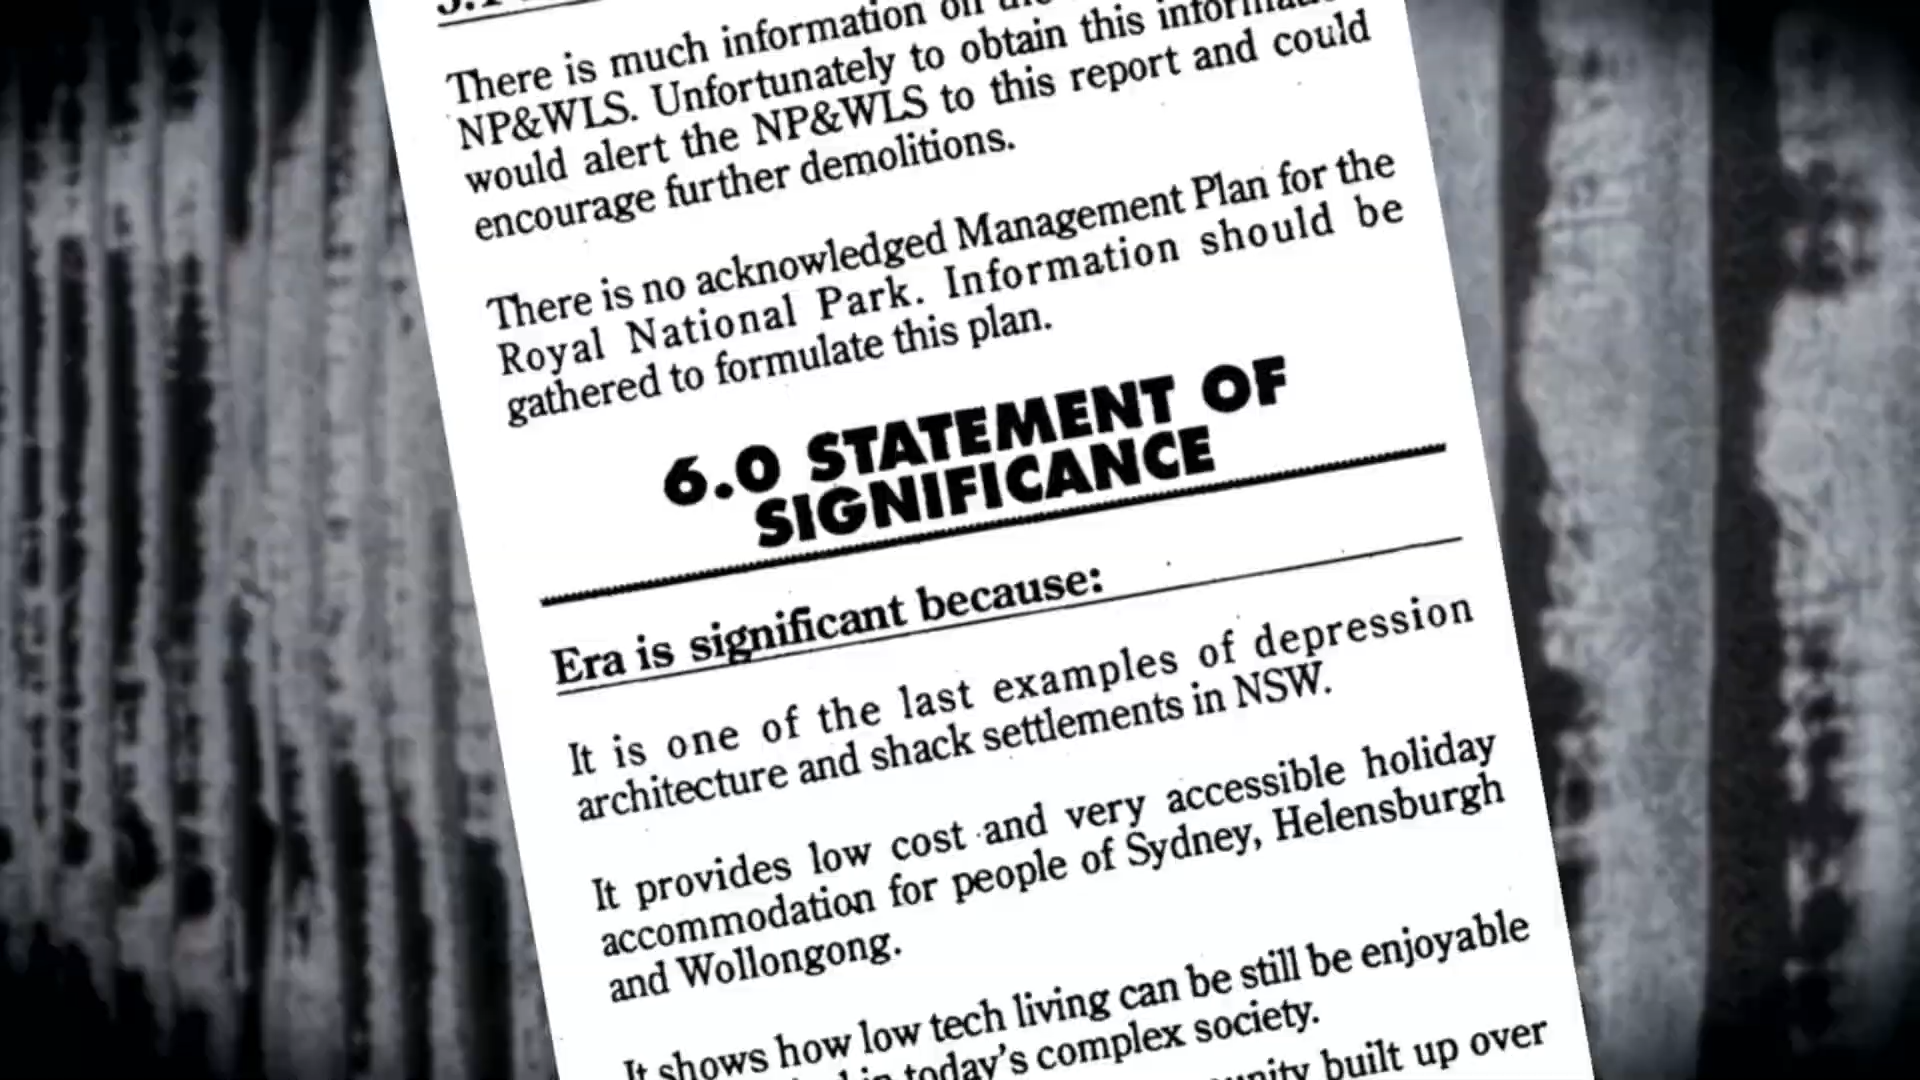 There is much information on
NP&WLS. Unfortunately to obtain this
would alert the NP&WLS to this report and could
encourage further demolitions.
There is no acknowledged Management Plan for the
Royal National Park. Information should be
gathered to formulate this plan.
6.0 STATEMENT OF
SIGNIFICANCE
Era is significant because:
It is one of the last examples of depression
architecture and shack settlements in NSW.
It provides low cost and very accessible holiday
accommodation for people of Sydney, Helensburgh
and Wollongong.
It shows how low tech living can be still be enjoyable
in today's complex society.
built up over